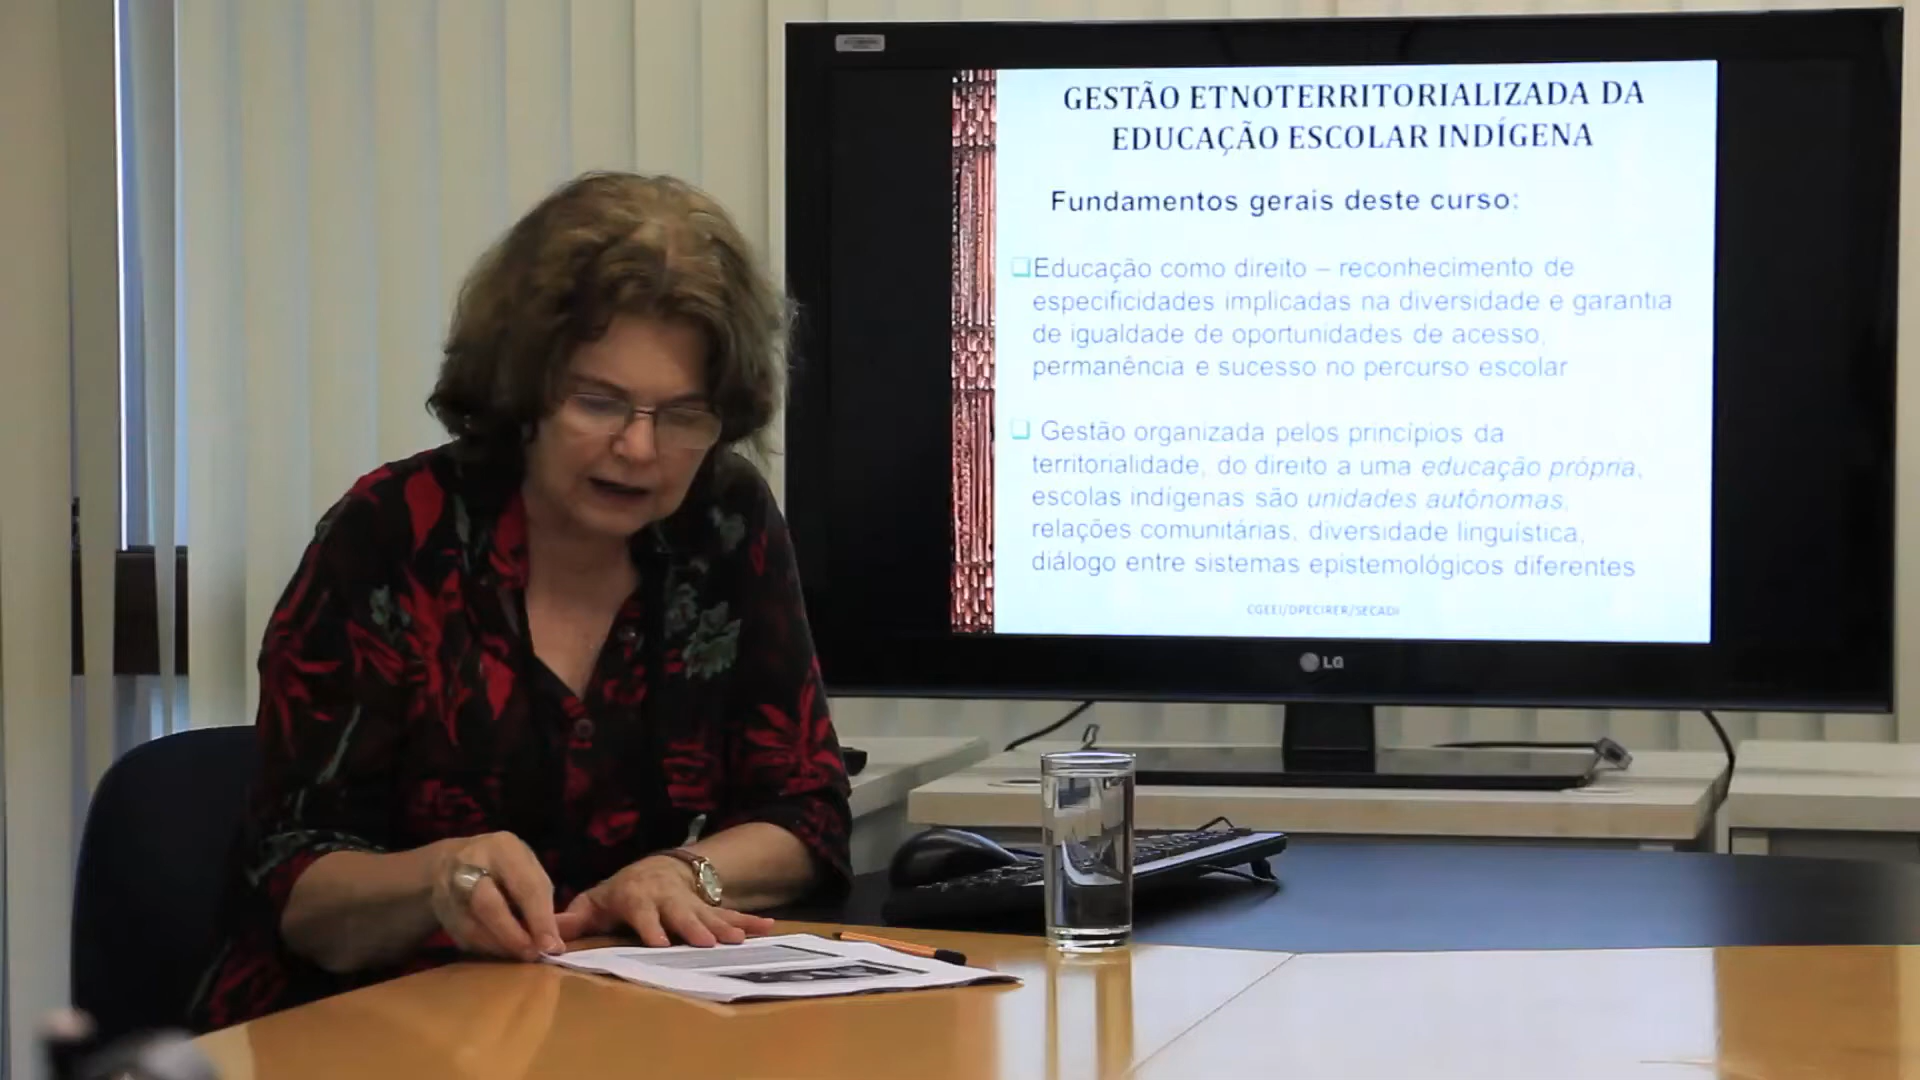 GESTÃO ETNOTERRITORIALIZADA DA
EDUCAÇÃO ESCOLAR INDÍGENA
Fundamentos gerais deste curso:
Educação como direito – reconhecimento de
especificidades implicadas na diversidade e garantia
de igualdade de oportunidades de acesso,
permanência e sucesso no percurso escolar
Gestão organizada pelos princípios da
territorialidade, do direito a uma educação própria,
escolas indígenas são unidades autônomas,
relações comunitárias, diversidade linguística,
diálogo entre sistemas epistemológicos diferentes
CGEEI/DPECIRER/SECADI
LG